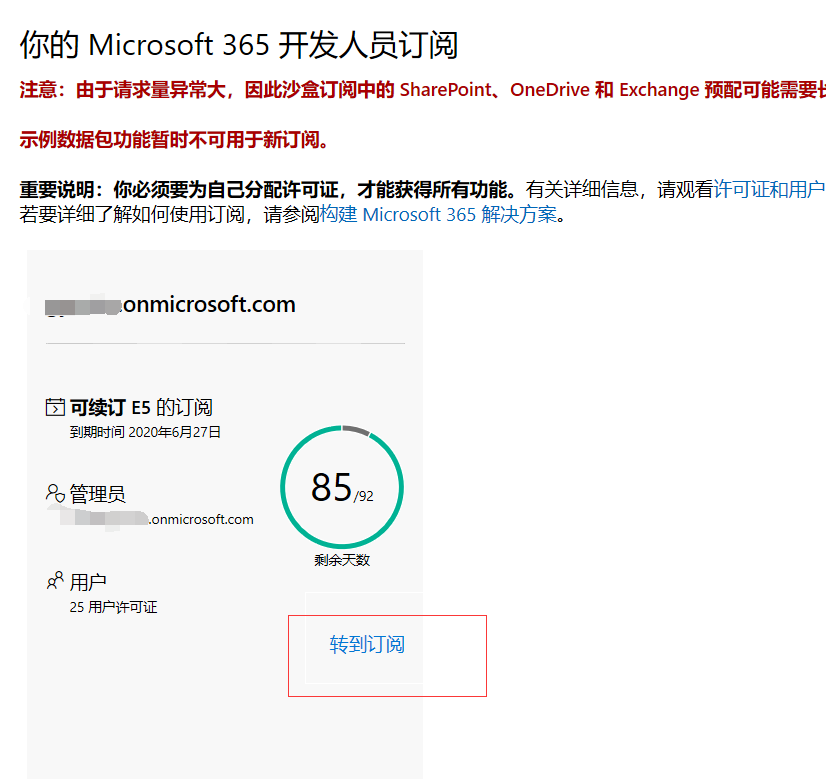 你的 Microsoft 365 开发人员订阅
注意：由于请求量异常大，因此沙盒订阅中的 SharePoint、OneDrive 和 Exchange 预配可能需要
示例数据包功能暂时不可用于新订阅。
重要说明：你必须要为自己分配许可证，才能获得所有功能。有关详细信息，请观看许可证和用户
若要详细了解如何使用订阅，请参阅构建 Microsoft 365 解决方案。
.onmicrosoft.com
可续订 E5 的订阅
到期时间 2020年6月27日
85/92
剩余天数
管理员
.onmicrosoft.com
用户
25 用户许可证
转到订阅